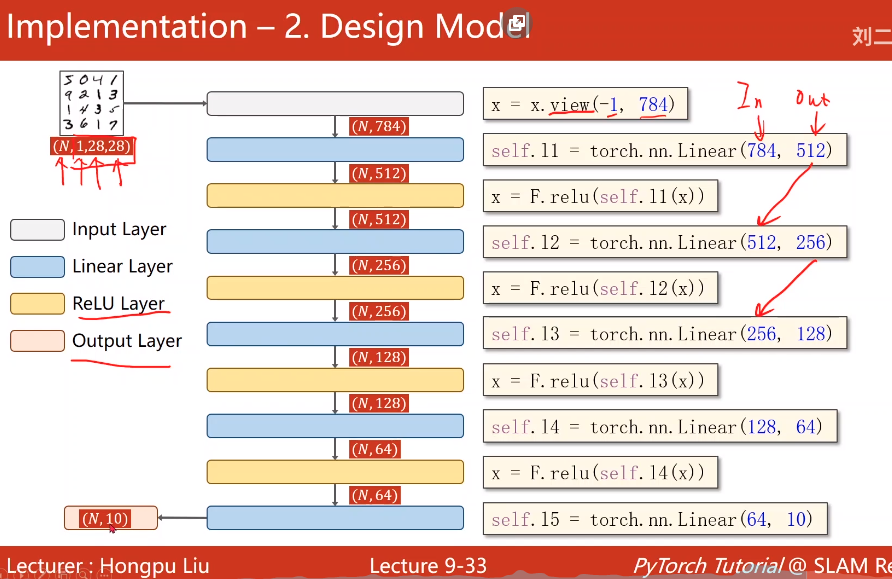 Implementation – 2. Design Model
刘二
5 0 4 1
9 2 1 3
1 4 3 5
3 6 1 7
(N,1,28,28)
x = x.view(-1, 784)
In Out
(N,784)
self.l1 = torch.nn.Linear(784, 512)
(N,512)
x = F.relu(self.l1(x))
(N,512)
Input Layer
self.l2 = torch.nn.Linear(512, 256)
Linear Layer
(N,256)
x = F.relu(self.l2(x))
ReLU Layer
(N,256)
self.l3 = torch.nn.Linear(256, 128)
Output Layer
(N,128)
x = F.relu(self.l3(x))
(N,128)
self.l4 = torch.nn.Linear(128, 64)
(N,64)
x = F.relu(self.l4(x))
(N,64)
self.l5 = torch.nn.Linear(64, 10)
(N,10)
Lecturer : Hongpu Liu
Lecture 9-33
PyTorch Tutorial @ SLAM Re